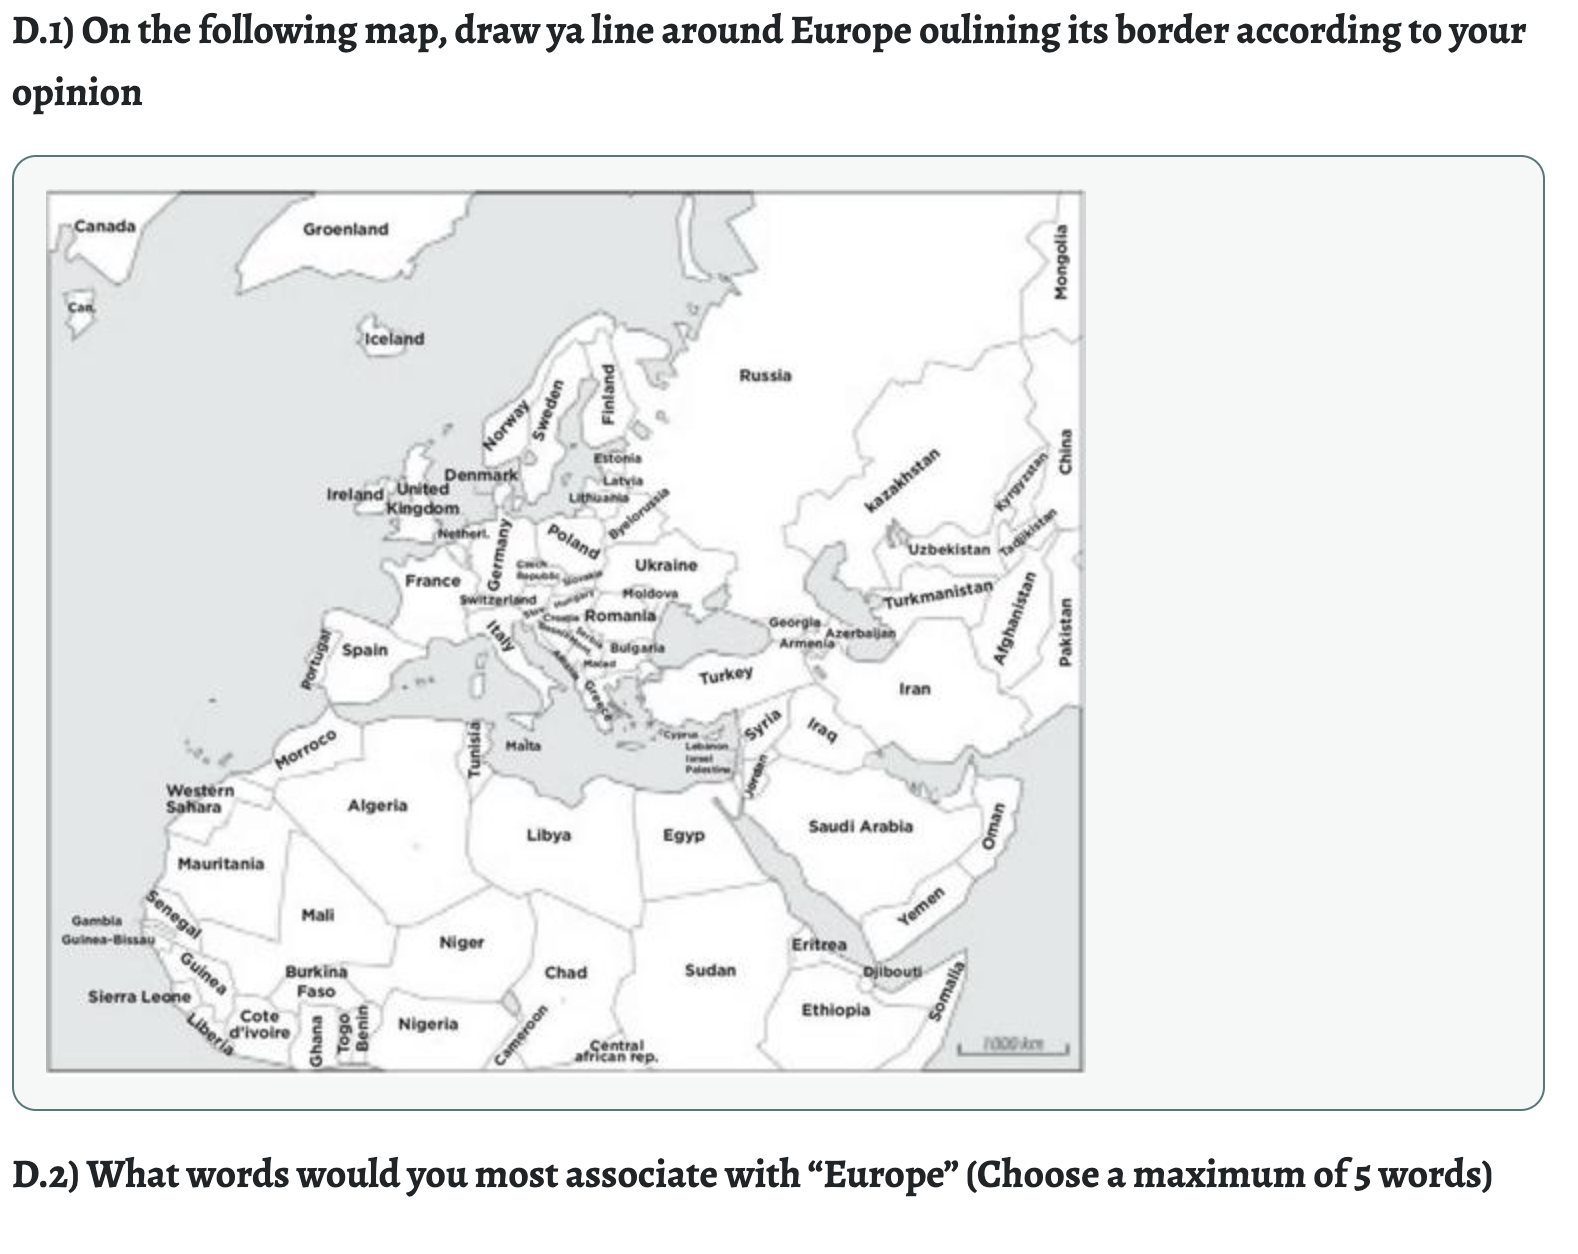 D.1) On the following map, draw ya line around Europe oulining its border according to your
opinion
Canada
Groenland
Mongolia
Can.
Iceland
Russia
Norway
Sweden
Finland
China
Estonia
Denmark
Latvia
kazakhstan
Kyrgyzstan
Ireland
United
Kingdom
Lithuania
Byelorussia
Netherl.
Germany
Poland
Uzbekistan
Tadjikistan
France
Czech
Republic
Slovakia
Ukraine
Switzerland
Hungary
Moldova
Turkmanistan
Afghanistan
Pakistan
Croatia
Romania
Georgia
Azerbaijan
Armenia
Portugal
Spain
Italy
Serbia
Bulgaria
Albania
Maced
Turkey
Iran
Greece
Morroco
Tunisia
Malta
Cyprus
Lebanon
Israel
Palestine
Syria
Iraq
Jordan
Western
Sahara
Algeria
Libya
Egyp
Saudi Arabia
Oman
Mauritania
Senegal
Gambia
Guinea-Bissau
Mali
Niger
Chad
Sudan
Eritrea
Yemen
Guinea
Burkina
Faso
Djibouti
Sierra Leone
Liberia
Cote
d'ivoire
Ghana
Togo
Benin
Nigeria
Cameroon
Central
african rep.
Ethiopia
Somalia
1000 km
D.2) What words would you most associate with “Europe” (Choose a maximum of 5 words)